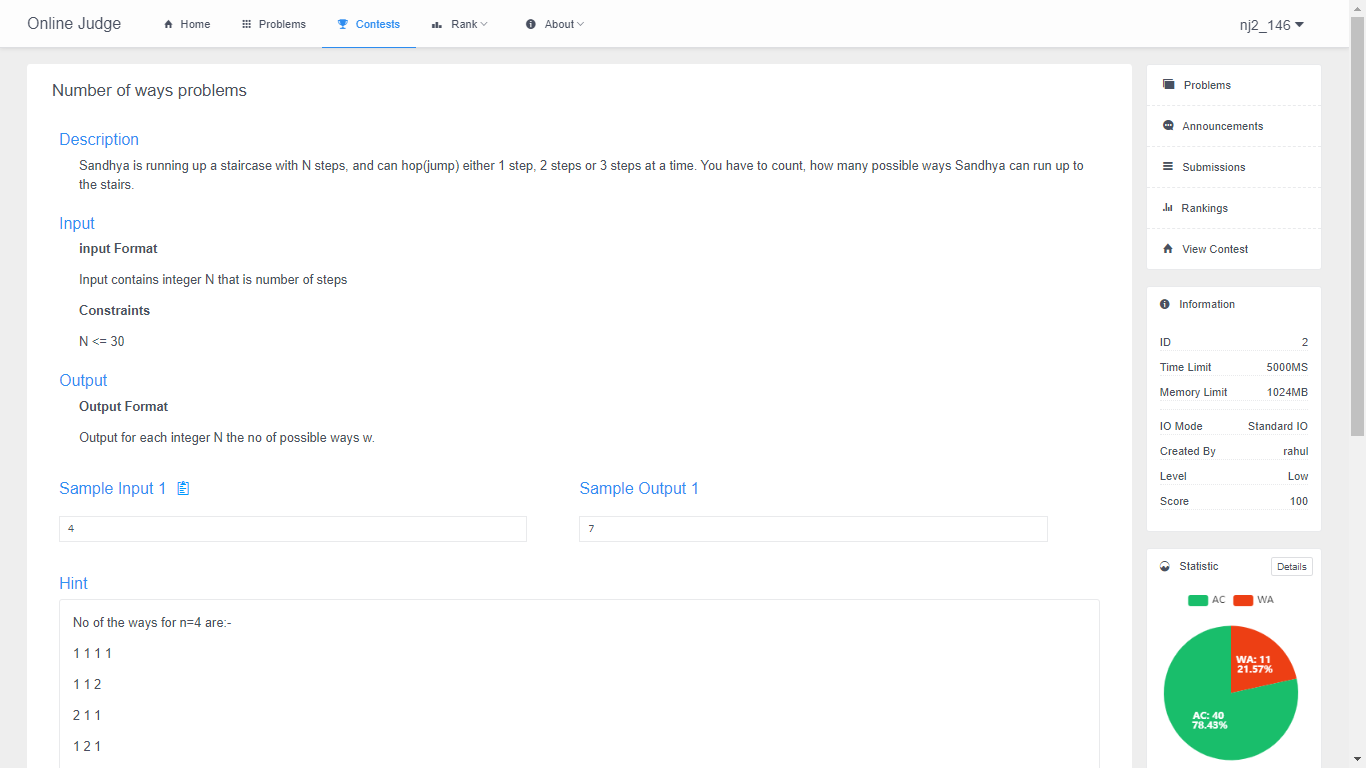 Online Judge
Home
Problems
Contests
Rank
About
nj2_146
Number of ways problems
Description
Sandhya is running up a staircase with N steps, and can hop(jump) either 1 step, 2 steps or 3 steps at a time. You have to count, how many possible ways Sandhya can run up to
the stairs.
Input
input Format
Input contains integer N that is number of steps
Constraints
N <= 30
Output
Output Format
Output for each integer N the no of possible ways w.
Sample Input 1
Sample Output 1
4
7
Hint
No of the ways for n=4 are:-
1 1 1 1
1 1 2
2 1 1
1 2 1
Problems
Announcements
Submissions
Rankings
View Contest
Information
ID 2
Time Limit 5000MS
Memory Limit 1024MB
IO Mode Standard IO
Created By rahul
Level Low
Score 100
Statistic Details
AC WA
WA: 11
21.57%
AC: 40
78.43%